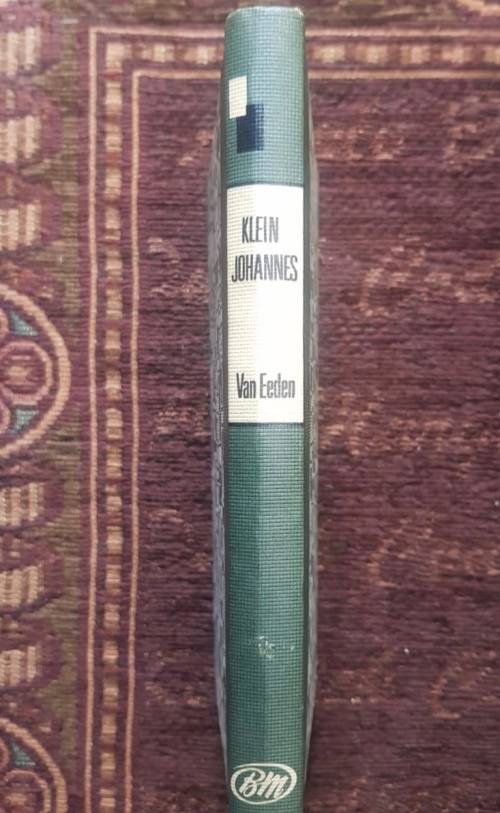 KLEIN
JOHANNES
Van Eeden
BM